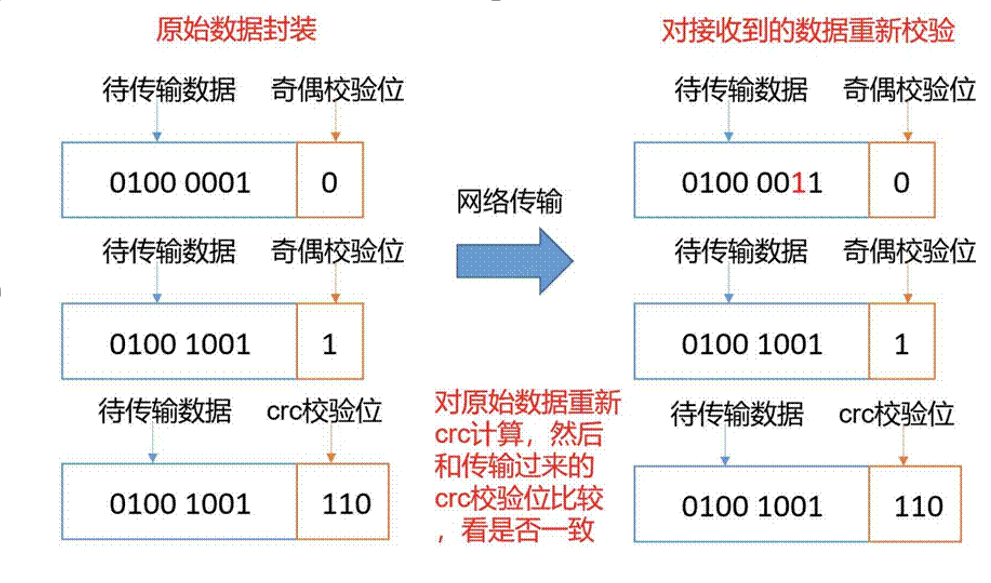 原始数据封装
对接收到的数据重新校验
待传输数据 奇偶校验位
待传输数据 奇偶校验位
0100 0001 0
0100 0011 0
网络传输
待传输数据 奇偶校验位
待传输数据 奇偶校验位
0100 1001 1
0100 1001 1
待传输数据 crc校验位
对原始数据重新
crc计算，然后
和传输过来的
crc校验位比较
，看是否一致
待传输数据 crc校验位
0100 1001 110
0100 1001 110